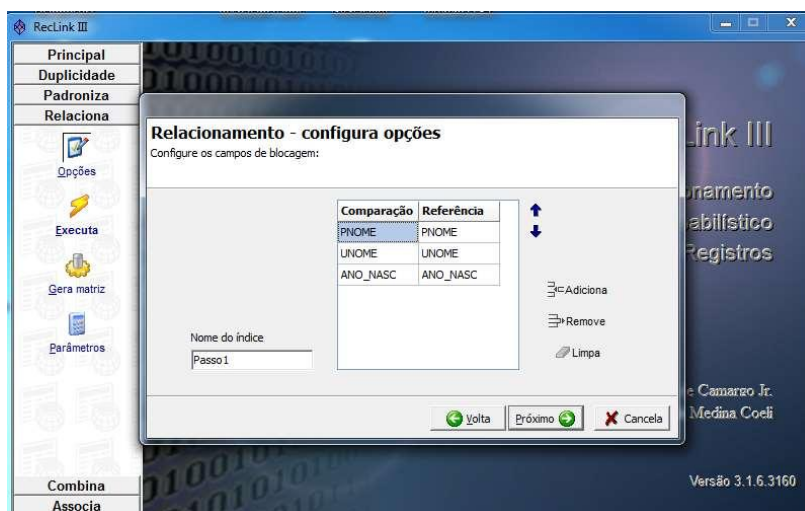 RecLink III
Principal
Duplicidade
Padroniza
Relaciona
Opções
Executa
Gera matriz
Parâmetros
Combina
Associa
Relacionamento - configura opções
Configure os campos de blocagem:
Comparação Referência
PNOME PNOME
UNOME UNOME
ANO_NASC ANO_NASC
Adiciona
Remove
Limpa
Nome do índice
Passo1
Volta Próximo Cancela
Link III
namento
abilístico
Registros
e Camargo Jr.
Medina Coeli
Versão 3.1.6.3160